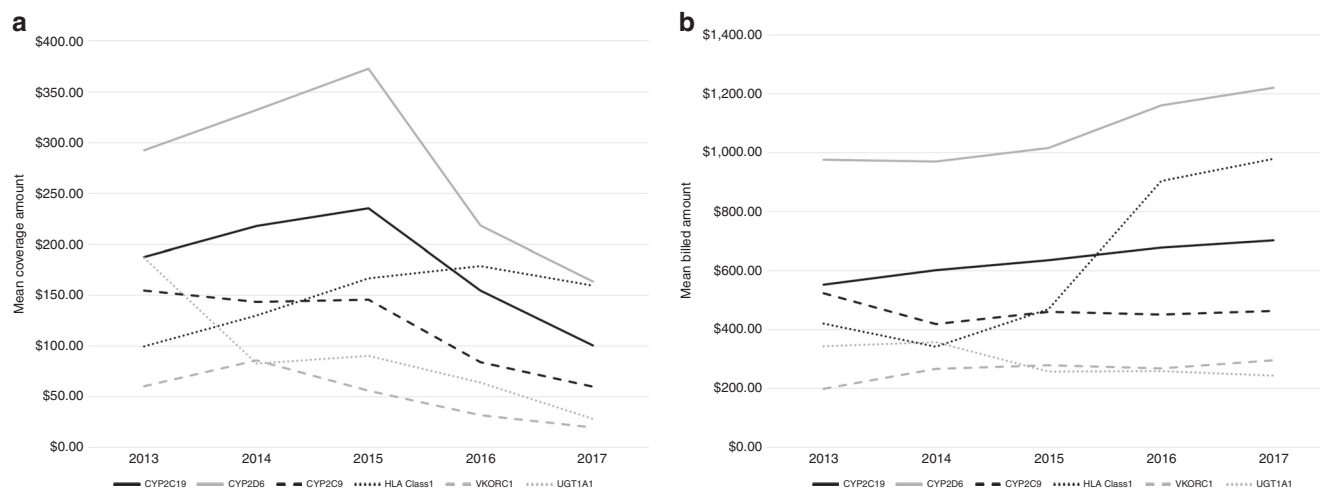 a
$400.00
$350.00
$300.00
$250.00
$200.00
$150.00
$100.00
$50.00
$0.00
Mean coverage amount
2013 2014 2015 2016 2017
CYP2C19 CYP2D6 CYP2C9 HLA Class1 VKORC1 UGT1A1
b
$1,400.00
$1,200.00
$1,000.00
$800.00
$600.00
$400.00
$200.00
$0.00
Mean billed amount
2013 2014 2015 2016 2017
CYP2C19 CYP2D6 CYP2C9 HLA Class1 VKORC1 UGT1A1